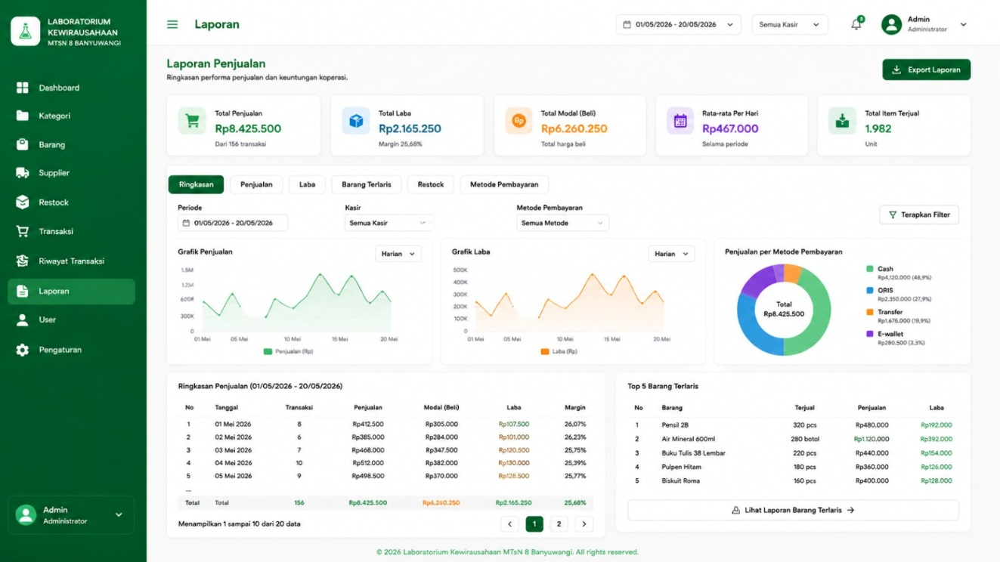 LABORATORIUM
KEWIRAUSAHAAN
MTSN 8 BANYUWANGI
Dashboard
Kategori
Barang
Supplier
Restock
Transaksi
Riwayat Transaksi
Laporan
User
Pengaturan
Admin
Administrator
Laporan
01/05/2026 - 20/05/2026
Semua Kasir
Admin
Administrator
Laporan Penjualan
Ringkasan performa penjualan dan keuntungan koperasi.
Export Laporan
Total Penjualan
Rp8.425.500
Dari 156 transaksi
Total Laba
Rp2.165.250
Margin 25,68%
Bp
Total Modal (Beli)
Rp6.260.250
Total harga beli
Rata-rata Per Hari
Rp467.000
Selama periode
Total Item Terjual
1.982
Unit
Ringkasan Penjualan Laba Barang Terlaris Restock Metode Pembayaran
Periode Kasir Metode Pembayaran
01/05/2026 - 20/05/2026 Semua Kasir Semua Metode Terapkan Filter
Grafik Penjualan
Harian
1.5M
1.2M
600R
300K
0
01 Mei 05 Mei 10 Mei 15 Mei 20 Mei
Penjualan (Rp)
Grafik Laba
Harian
500K
400K
300K
200K
100K
0
01 Mei 05 Mei 10 Mei 15 Mei 20 Mei
Laba (Rp)
Penjualan per Metode Pembayaran
Total
Rp8.425.500
Cash
Rp4,120.000 (48,9%)
ORIS
Rp2.350.000 (27,9%)
Transfer
Rp1.676.000 (19,9%)
E-wallet
Rp280.500 (3,3%)
Ringkasan Penjualan (01/05/2026 - 20/05/2026)
No Tanggal Transaksi Penjualan Modal (Beli) Laba Margin
1 01 Mei 2026 8 Rp412.500 Rp305.000 Rp107.500 26,07%
2 02 Mei 2026 6 Rp385.000 Rp284.000 Rp101.000 26,23%
3 03 Mei 2026 7 Rp468.000 Rp347.500 Rp120.500 25,75%
4 04 Mei 2026 10 Rp512.000 Rp382.000 Rp130.000 25,39%
5 05 Mei 2026 9 Rp498.500 Rp370.000 Rp128.500 25,77%
...
Total Total 156 Rp8.425.500 Rp6.260.250 Rp2.165.250 25,68%
Menampilkan 1 sampai 10 dari 20 data
1 2
Top 5 Barang Terlaris
No Barang Terjual Penjualan Laba
1 Pensil 2B 320 pcs Rp480.000 Rp192.000
2 Air Mineral 600ml 280 botol Rp1.120.000 Rp392.000
3 Buku Tulis 38 Lembar 220 pcs Rp440.000 Rp154.000
4 Pulpen Hitam 180 pcs Rp360.000 Rp126.000
5 Biskuit Roma 160 pcs Rp400.000 Rp128.000
Lihat Laporan Barang Terlaris →
© 2026 Laboratorium Kewirausahaan MTsN 8 Banyuwangi. All rights reserved.